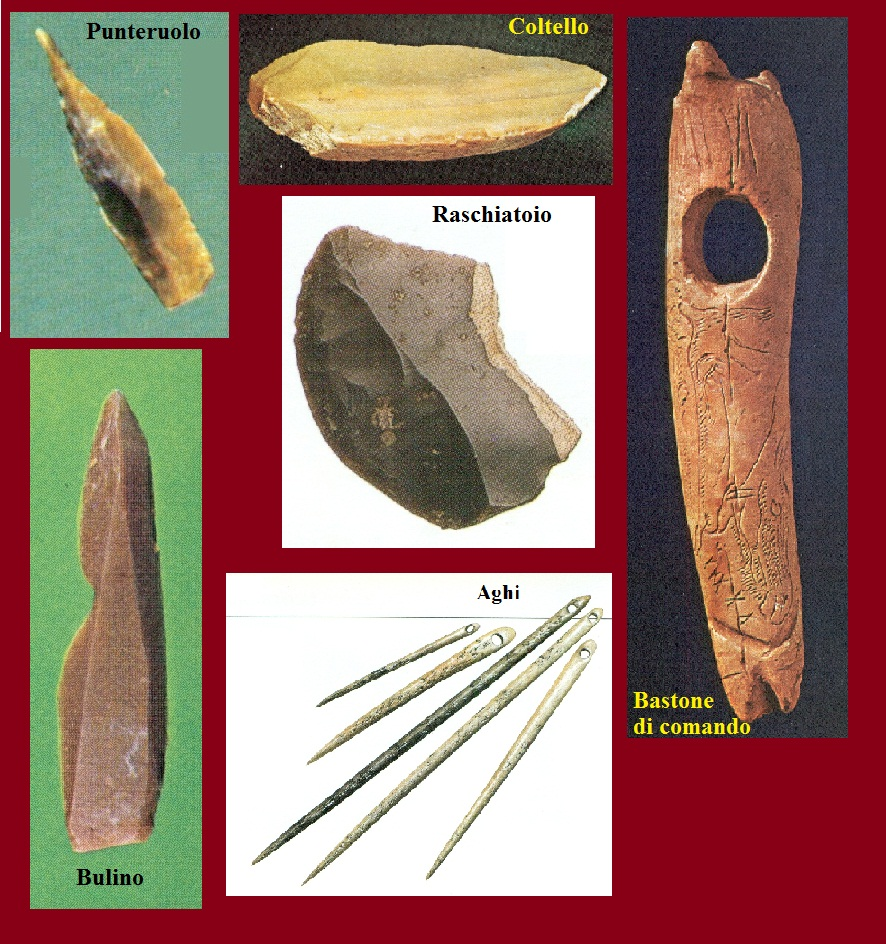 Punteruolo
Coltello
Raschiatoio
Aghi
Bastone
di comando
Bulino